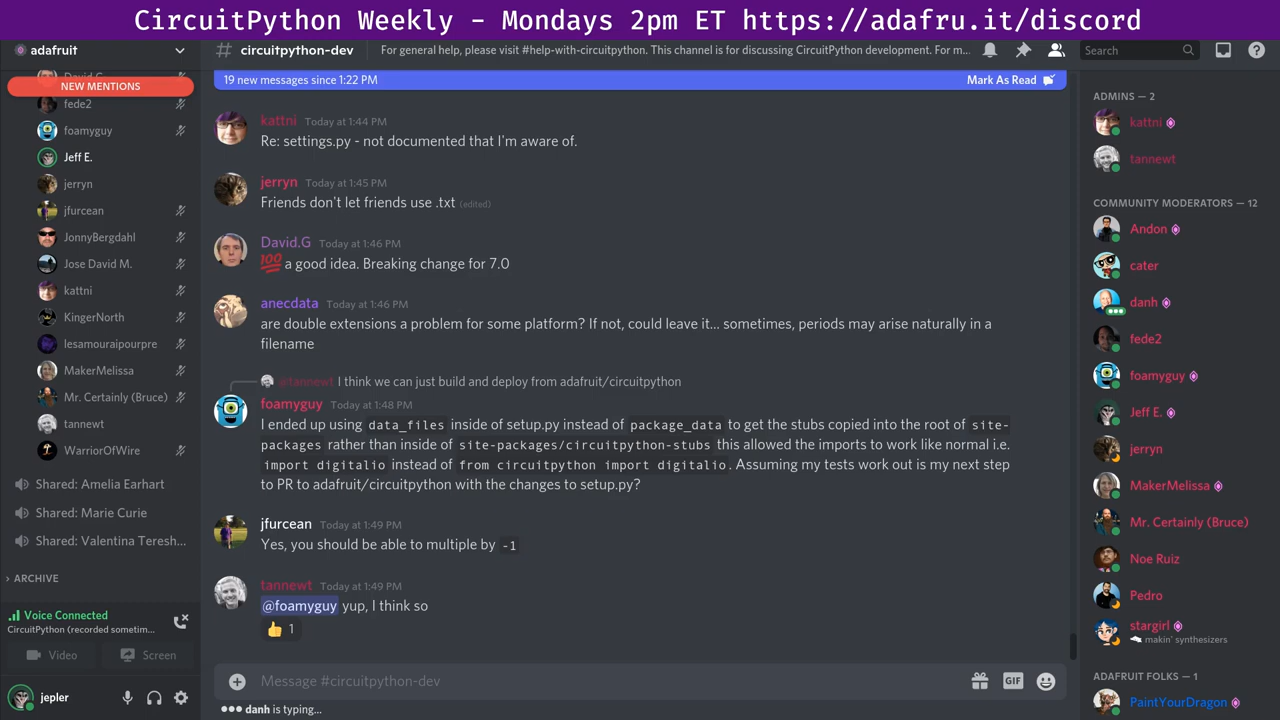 CircuitPython Weekly - Mondays 2pm ET https://adafru.it/discord
adafruit
NEW MENTIONS
fede2
foamyguy
Jeff E.
jerryn
jfurcean
JonnyBergdahl
Jose David M.
kattni
KingerNorth
lesamouraipourpre
MakerMelissa
Mr. Certainly (Bruce)
tannewt
WarriorOfWire
Shared: Amelia Earhart
Shared: Marie Curie
Shared: Valentina Teresh...
ARCHIVE
Voice Connected
CircuitPython (recorded sometim...
Video
Screen
jepler
# circuitpython-dev
For general help, please visit #help-with-circuitpython. This channel is for discussing CircuitPython development. For m...
Search
19 new messages since 1:22 PM
Mark As Read
kattni Today at 1:44 PM
Re: settings.py - not documented that I'm aware of.
jerryn Today at 1:45 PM
Friends don't let friends use .txt (edited)
David.G Today at 1:46 PM
💯 a good idea. Breaking change for 7.0
anecdata Today at 1:46 PM
are double extensions a problem for some platform? If not, could leave it... sometimes, periods may arise naturally in a
filename
@tannewt I think we can just build and deploy from adafruit/circuitpython
foamyguy Today at 1:48 PM
I ended up using data_files inside of setup.py instead of package_data to get the stubs copied into the root of site-
packages rather than inside of site-packages/circuitpython-stubs this allowed the imports to work like normal i.e.
import digitalio instead of from circuitpython import digitalio. Assuming my tests work out is my next step
to PR to adafruit/circuitpython with the changes to setup.py?
jfurcean Today at 1:49 PM
Yes, you should be able to multiple by -1
tannewt Today at 1:49 PM
@foamyguy yup, I think so
👍 1
Message #circuitpython-dev
GIF
danh is typing...
ADMINS — 2
kattni
tannewt
COMMUNITY MODERATORS — 12
Andon
cater
danh
fede2
foamyguy
Jeff E.
jerryn
MakerMelissa
Mr. Certainly (Bruce)
Noe Ruiz
Pedro
stargirl
makin' synthesizers
ADAFRUIT FOLKS — 1
PaintYourDragon